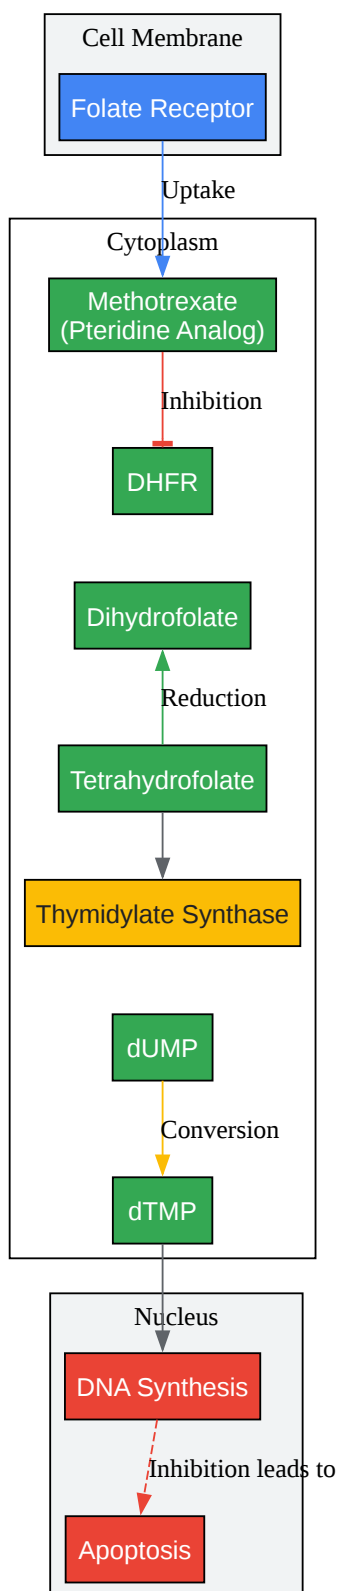 Cell Membrane
Folate Receptor
Uptake
Cytoplasm
Methotrexate
(Pteridine Analog)
Inhibition
DHFR
Dihydrofolate
Reduction
Tetrahydrofolate
Thymidylate Synthase
dUMP
Conversion
dTMP
Nucleus
DNA Synthesis
Inhibition leads to
Apoptosis